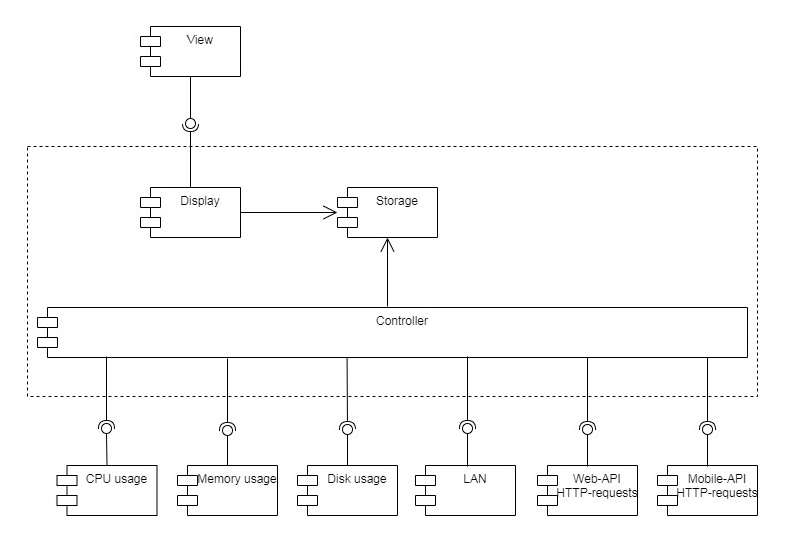 View
Display
Storage
Controller
CPU usage
Memory usage
Disk usage
LAN
Web-API
HTTP-requests
Mobile-API
HTTP-requests